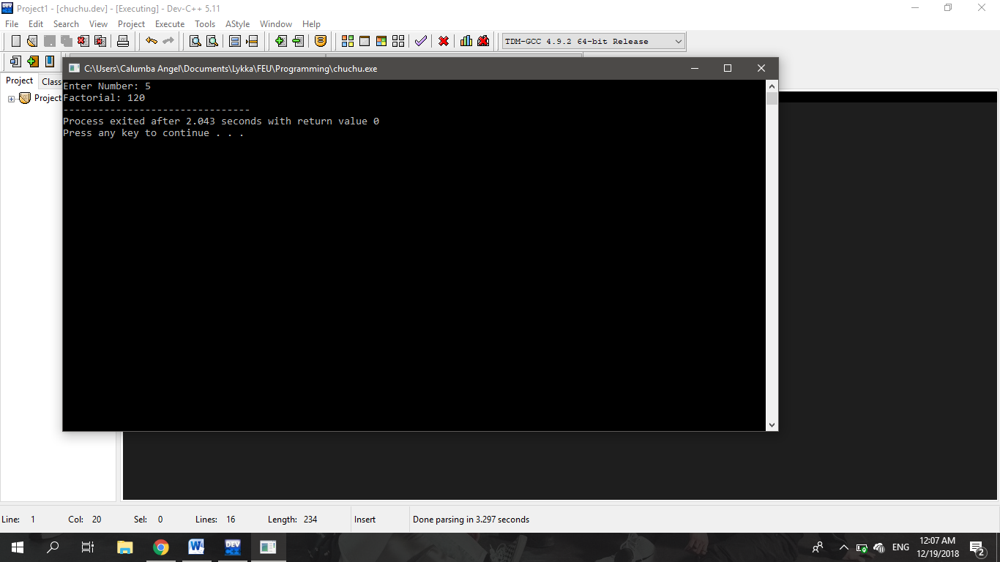 Project1 - [chuchu.dev] - [Executing] - Dev-C++ 5.11
File Edit Search View Project Execute Tools AStyle Window Help
TDM-GCC 4.9.2 64-bit Release
C:\Users\Calumba Angel\Documents\Lykka\FEU\Programming\chuchu.exe
Project Class
Project
Enter Number: 5
Factorial: 120
--------------------------------
Process exited after 2.043 seconds with return value 0
Press any key to continue . . .
Line: 1 Col: 20 Sel: 0 Lines: 16 Length: 234 Insert Done parsing in 3.297 seconds
DEV
ENG
12:07 AM
12/19/2018
2